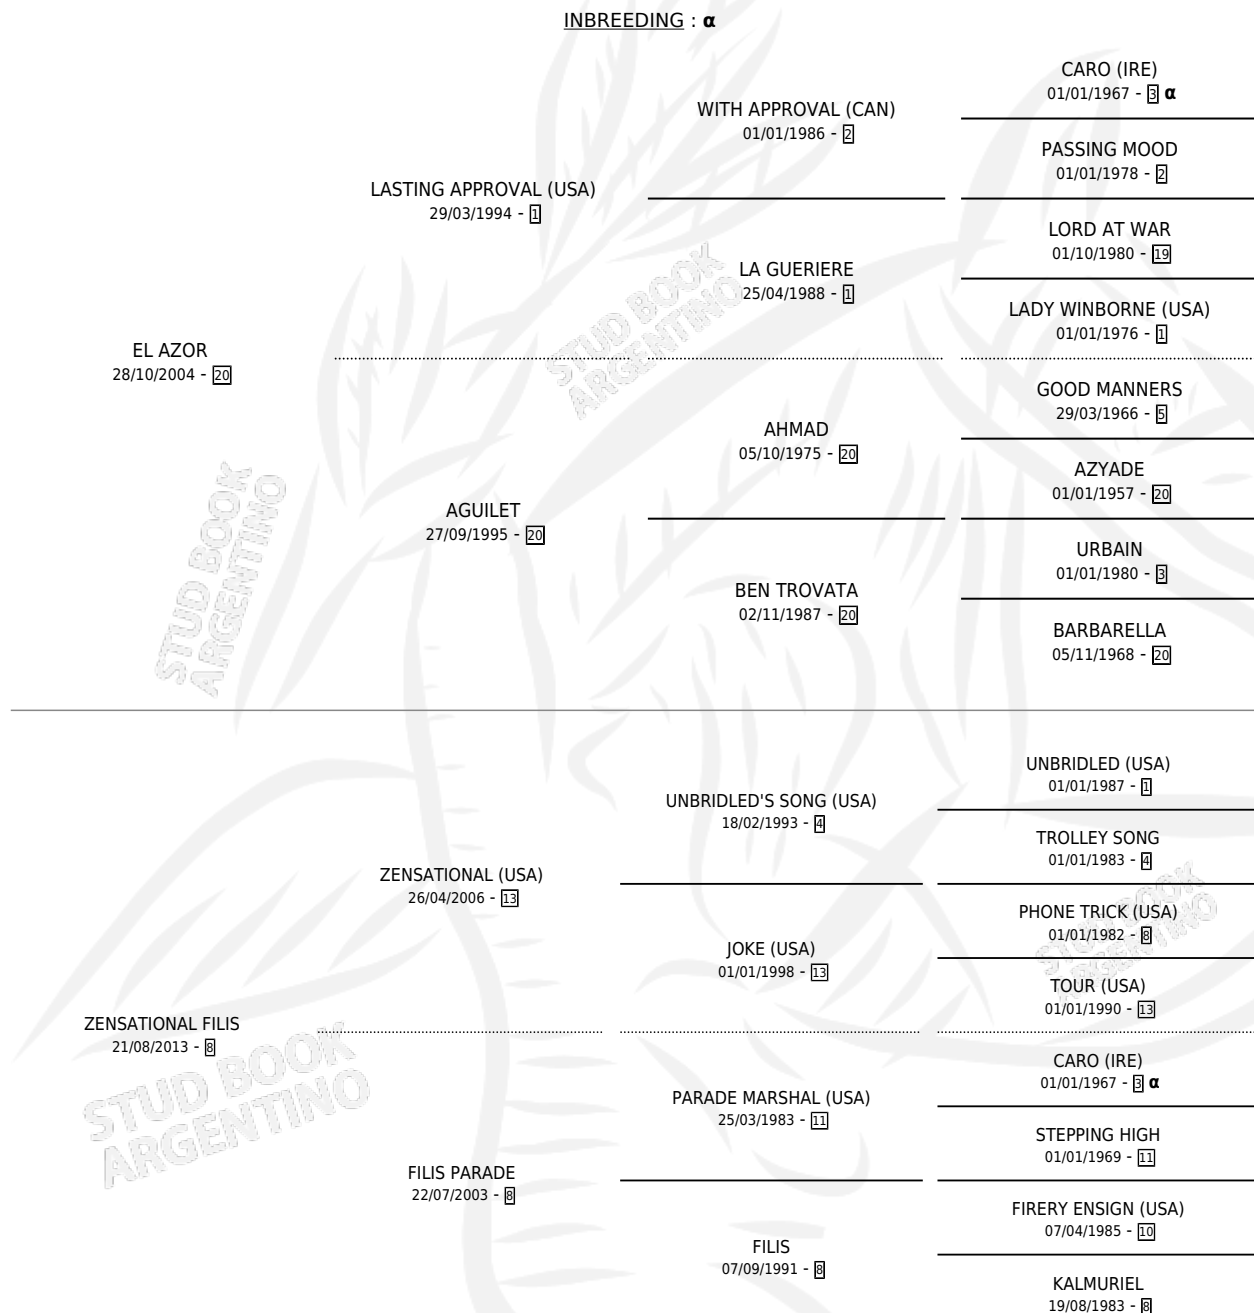 INBREEDING : α
CARO (IRE)
01/01/1967 - 3 α
WITH APPROVAL (CAN)
01/01/1986 - 2
PASSING MOOD
01/01/1978 - 2
LASTING APPROVAL (USA)
29/03/1994 - 1
LORD AT WAR
01/10/1980 - 19
LA GUERIERE
25/04/1988 - 1
LADY WINBORNE (USA)
01/01/1976 - 1
EL AZOR
28/10/2004 - 20
GOOD MANNERS
29/03/1966 - 5
AHMAD
05/10/1975 - 20
AZYADE
01/01/1957 - 20
AGUILET
27/09/1995 - 20
URBAIN
01/01/1980 - 3
BEN TROVATA
02/11/1987 - 20
BARBARELLA
05/11/1968 - 20
UNBRIDLED (USA)
01/01/1987 - 1
UNBRIDLED'S SONG (USA)
18/02/1993 - 4
TROLLEY SONG
01/01/1983 - 4
ZENSATIONAL (USA)
26/04/2006 - 13
PHONE TRICK (USA)
01/01/1982 - 8
JOKE (USA)
01/01/1998 - 13
TOUR (USA)
01/01/1990 - 13
ZENSATIONAL FILIS
21/08/2013 - 8
CARO (IRE)
01/01/1967 - 3 α
PARADE MARSHAL (USA)
25/03/1983 - 11
STEPPING HIGH
01/01/1969 - 11
FILIS PARADE
22/07/2003 - 8
FIRERY ENSIGN (USA)
07/04/1985 - 10
FILIS
07/09/1991 - 8
KALMURIEL
19/08/1983 - 8
STUD BOOK
ARGENTINO
STUD BOOK
ARGENTINO
STUD BOOK
ARGENTINO
STUD BOOK
ARGENTINO